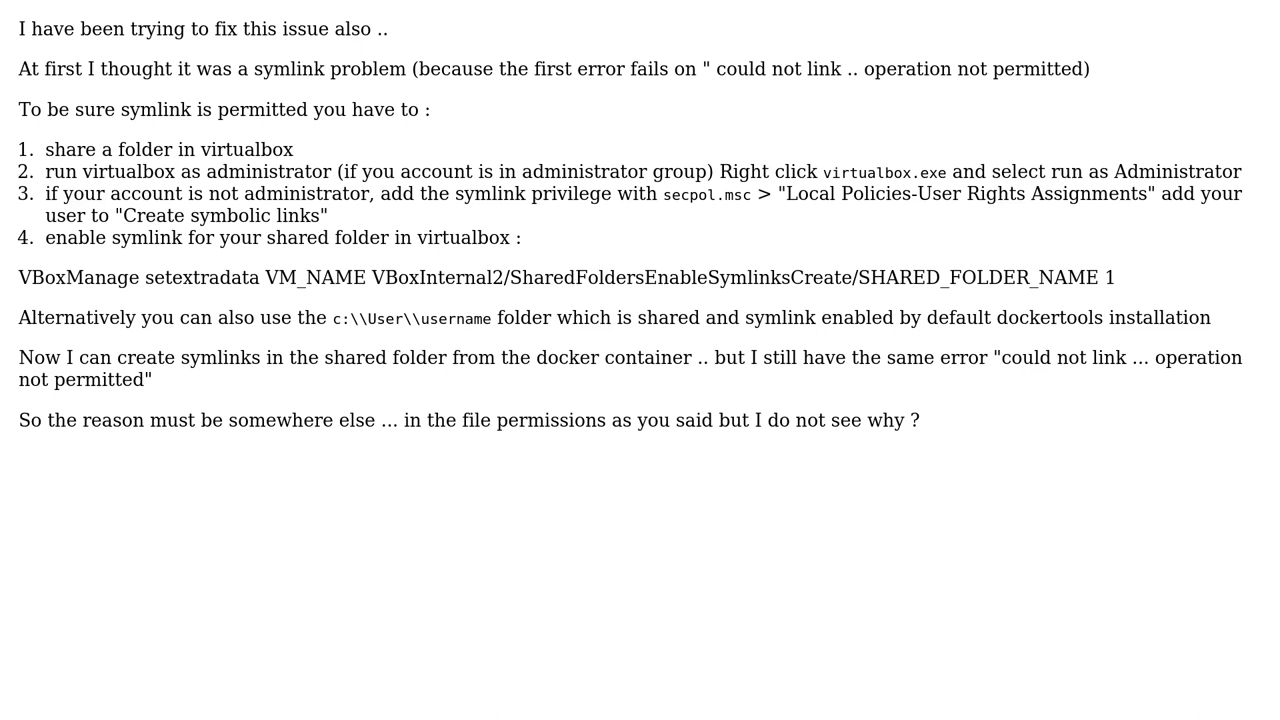 I have been trying to fix this issue also ..
At first I thought it was a symlink problem (because the first error fails on " could not link .. operation not permitted)
To be sure symlink is permitted you have to :
1. share a folder in virtualbox
2. run virtualbox as administrator (if you account is in administrator group) Right click virtualbox.exe and select run as Administrator
3. if your account is not administrator, add the symlink privilege with secpol.msc > "Local Policies-User Rights Assignments" add your
user to "Create symbolic links"
4. enable symlink for your shared folder in virtualbox :
VBoxManage setextradata VM_NAME VBoxInternal2/SharedFoldersEnableSymlinksCreate/SHARED_FOLDER_NAME 1
Alternatively you can also use the c:\\User\\username folder which is shared and symlink enabled by default dockertools installation
Now I can create symlinks in the shared folder from the docker container .. but I still have the same error "could not link ... operation
not permitted"
So the reason must be somewhere else ... in the file permissions as you said but I do not see why ?